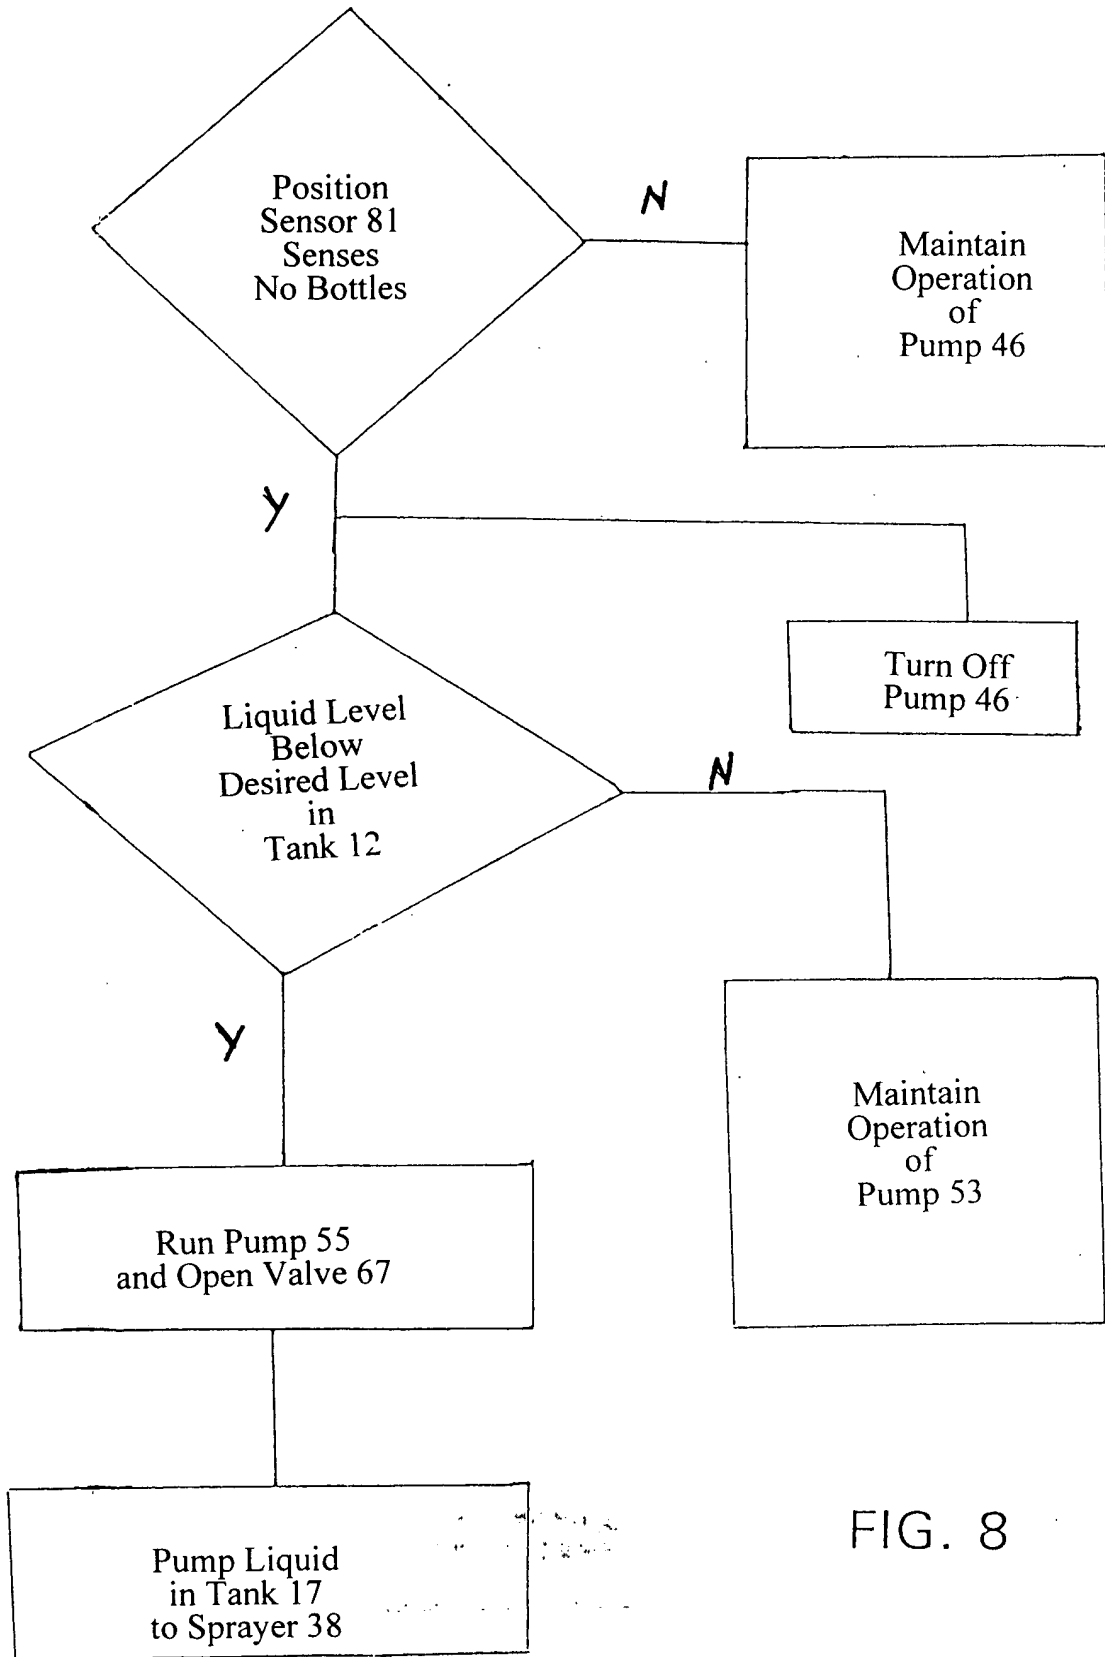 Position
Sensor 81
Senses
No Bottles
N
Maintain
Operation
of
Pump 46
Y
Turn Off
Pump 46
Liquid Level
Below
Desired Level
in
Tank 12
N
Y
Maintain
Operation
of
Pump 53
Run Pump 55
and Open Valve 67
Pump Liquid
in Tank 17
to Sprayer 38
FIG. 8